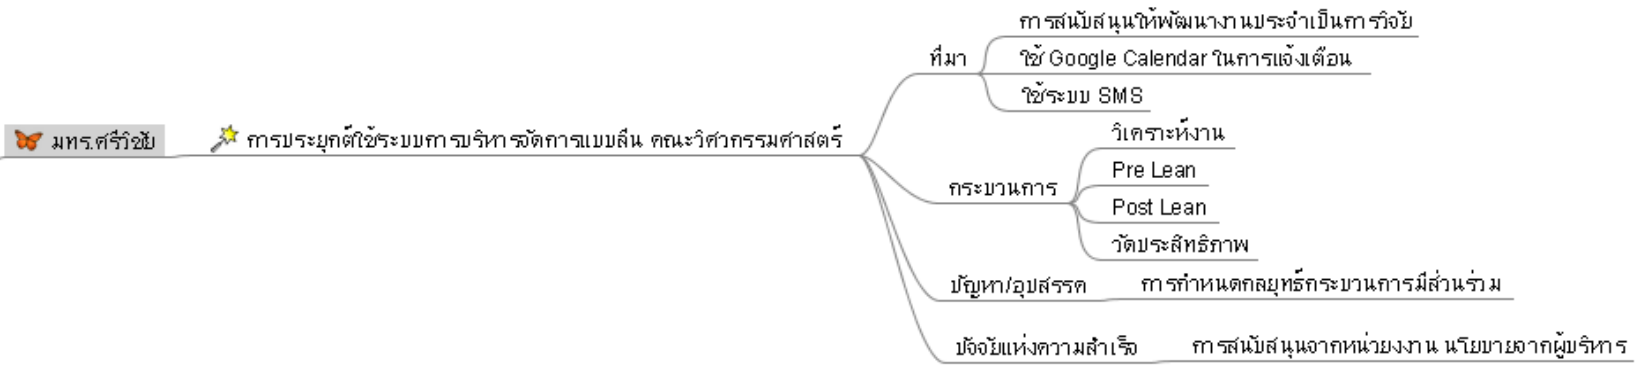 มทร.ศรีวิชัย
การประยุกต์ใช้ระบบการบริหารจัดการแบบลีน คณะวิศวกรรมศาสตร์
ที่มา
การสนับสนุนให้พัฒนางานประจำเป็นการวิจัย
ใช้ Google Calendar ในการแจ้งเตือน
ใช้ระบบ SMS
กระบวนการ
วิเคราะห์งาน
Pre Lean
Post Lean
วัดประสิทธิภาพ
ปัญหา/อุปสรรค
การกำหนดกลยุทธ์กระบวนการมีส่วนร่วม
ปัจจัยแห่งความสำเร็จ
การสนับสนุนจากหน่วยงงาน นโยบายจากผู้บริหาร